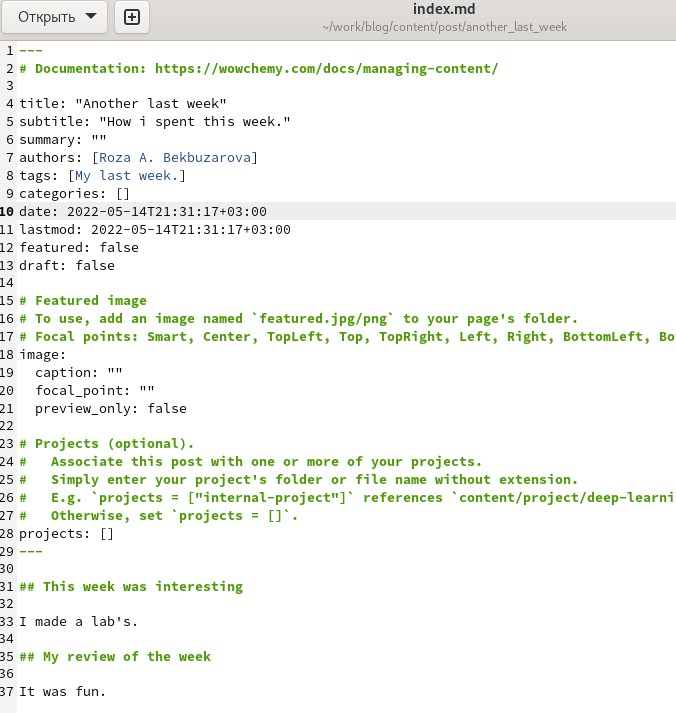 Открыть
index.md
~/work/blog/content/post/another_last_week
1 ---
2 # Documentation: https://wowchemy.com/docs/managing-content/
3
4 title: "Another last week"
5 subtitle: "How i spent this week."
6 summary: ""
7 authors: [Roza A. Bekbuzarova]
8 tags: [My last week.]
9 categories: []
10 date: 2022-05-14T21:31:17+03:00
11 lastmod: 2022-05-14T21:31:17+03:00
12 featured: false
13 draft: false
14
15 # Featured image
16 # To use, add an image named `featured.jpg/png` to your page's folder.
17 # Focal points: Smart, Center, TopLeft, Top, TopRight, Left, Right, BottomLeft, Bo
18 image:
19   caption: ""
20   focal_point: ""
21   preview_only: false
22
23 # Projects (optional).
24 #   Associate this post with one or more of your projects.
25 #   Simply enter your project's folder or file name without extension.
26 #   E.g. `projects = ["internal-project"]` references `content/project/deep-learni
27 #   Otherwise, set `projects = []`.
28 projects: []
29 ---
30
31 ## This week was interesting
32
33 I made a lab's.
34
35 ## My review of the week
36
37 It was fun.